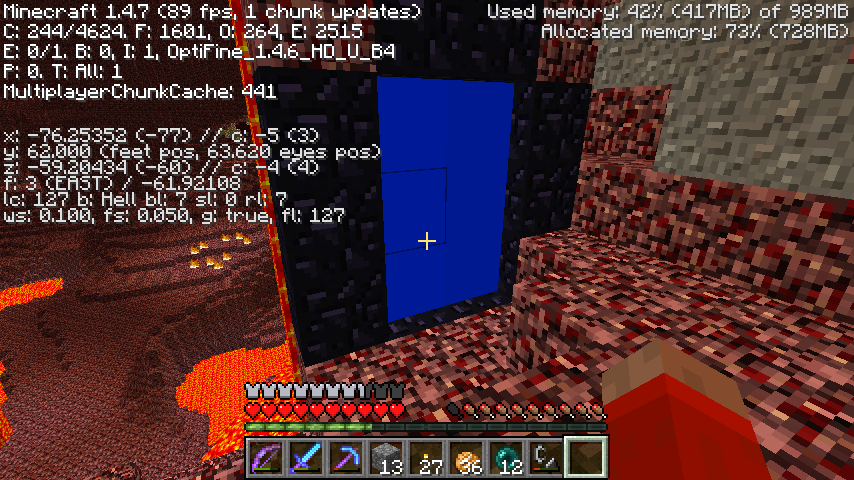 Minecraft 1.4.7 (89 fps, 1 chunk updates)
C: 244/4624. F: 1601, O: 264, E: 2515
E: 0/1. B: 0, I: 1, OptiFine_1.4.6_HD_U_B4
P: 0. T: All: 1
MultiplayerChunkCache: 441
Used memory: 42% (417MB) of 989MB
Allocated memory: 73% (728MB)
x: -76.25352 (-77) // c: -5 (3)
y: 62.000 (feet pos, 63.620 eyes pos)
z: -59.20434 (-60) // c: -4 (4)
f: 3 (EAST) / -61.92108
lc: 127 b: Hell bl: 7 sl: 0 rl: 7
ws: 0.100, fs: 0.050, g: true, fl: 127
13 27 36 12